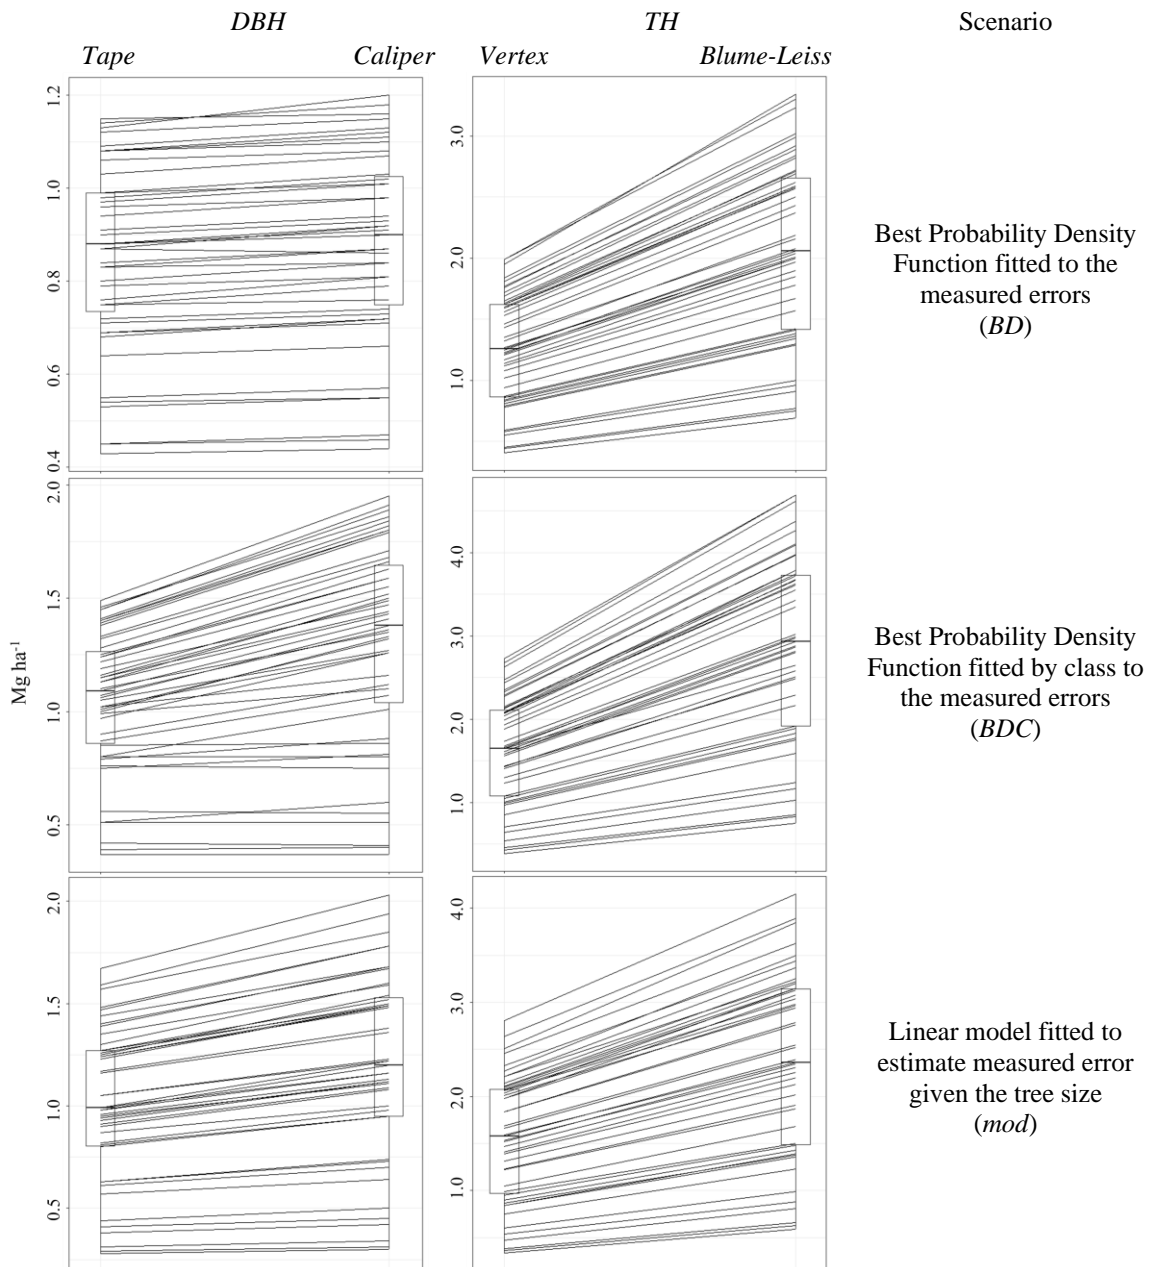 DBH TH Scenario
Tape Caliper Vertex Blume-Leiss
1.2
1.0
0.8
0.6
0.4
3.0
2.0
1.0
Best Probability Density
Function fitted to the
measured errors
(BD)
Mg ha-1
2.0
1.5
1.0
0.5
4.0
3.0
2.0
1.0
Best Probability Density
Function fitted by class to
the measured errors
(BDC)
2.0
1.5
1.0
0.5
4.0
3.0
2.0
1.0
Linear model fitted to
estimate measured error
given the tree size
(mod)